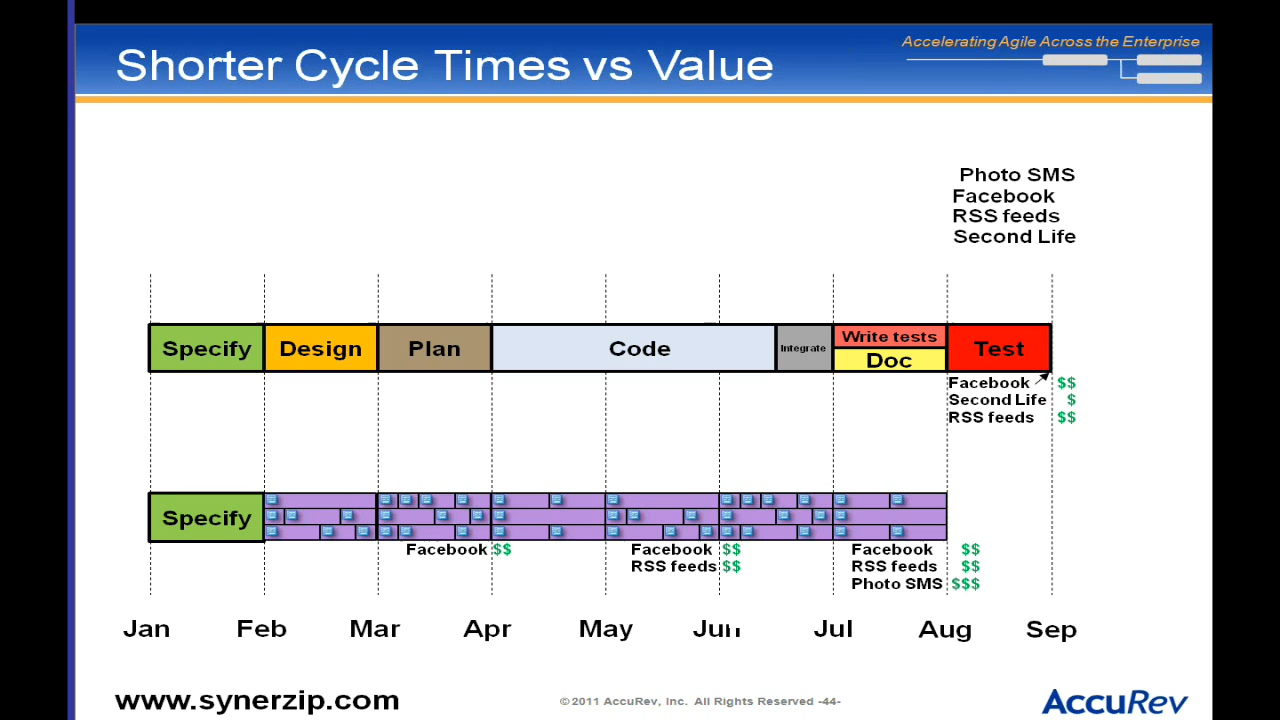 Accelerating Agile Across the Enterprise
Shorter Cycle Times vs Value
Photo SMS
Facebook
RSS feeds
Second Life
Specify Design Plan Code Integrate Write tests Test
Doc
Facebook $$
Second Life $
RSS feeds $$
Specify
Facebook $$ Facebook $$ Facebook $$
RSS feeds $$ RSS feeds $$
Photo SMS $$$
Jan Feb Mar Apr May Jun Jul Aug Sep
www.synerzip.com
©2011 AccuRev, Inc. All Rights Reserved -44-
AccuRev